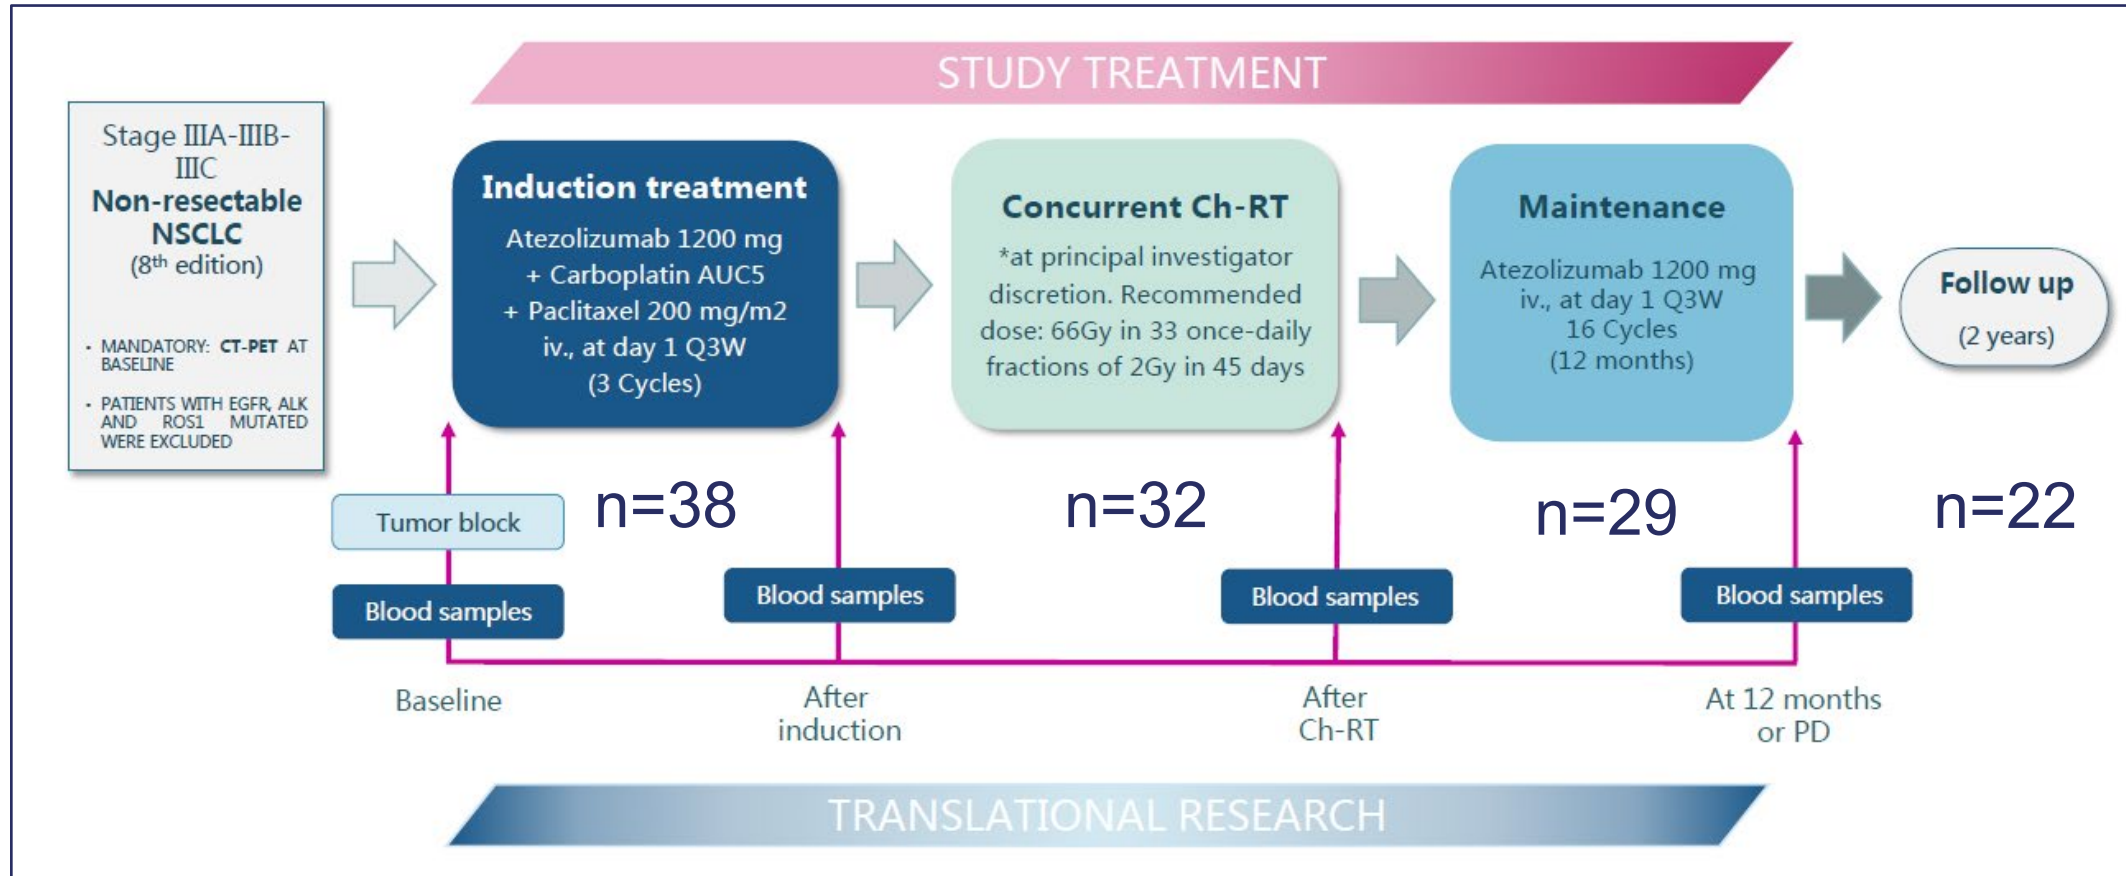 STUDY TREATMENT
Stage IIIA-IIIB-
IIIC
Non-resectable
NSCLC
(8th edition)
• MANDATORY: CT-PET AT
BASELINE
• PATIENTS WITH EGFR, ALK
AND ROS1 MUTATED
WERE EXCLUDED
Induction treatment
Atezolizumab 1200 mg
+ Carboplatin AUC5
+ Paclitaxel 200 mg/m2
iv., at day 1 Q3W
(3 Cycles)
Concurrent Ch-RT
*at principal investigator
discretion. Recommended
dose: 66Gy in 33 once-daily
fractions of 2Gy in 45 days
Maintenance
Atezolizumab 1200 mg
iv., at day 1 Q3W
16 Cycles
(12 months)
Follow up
(2 years)
n=38
n=32
n=29
n=22
Tumor block
Blood samples
Blood samples
Blood samples
Blood samples
Baseline
After
induction
After
Ch-RT
At 12 months
or PD
TRANSLATIONAL RESEARCH